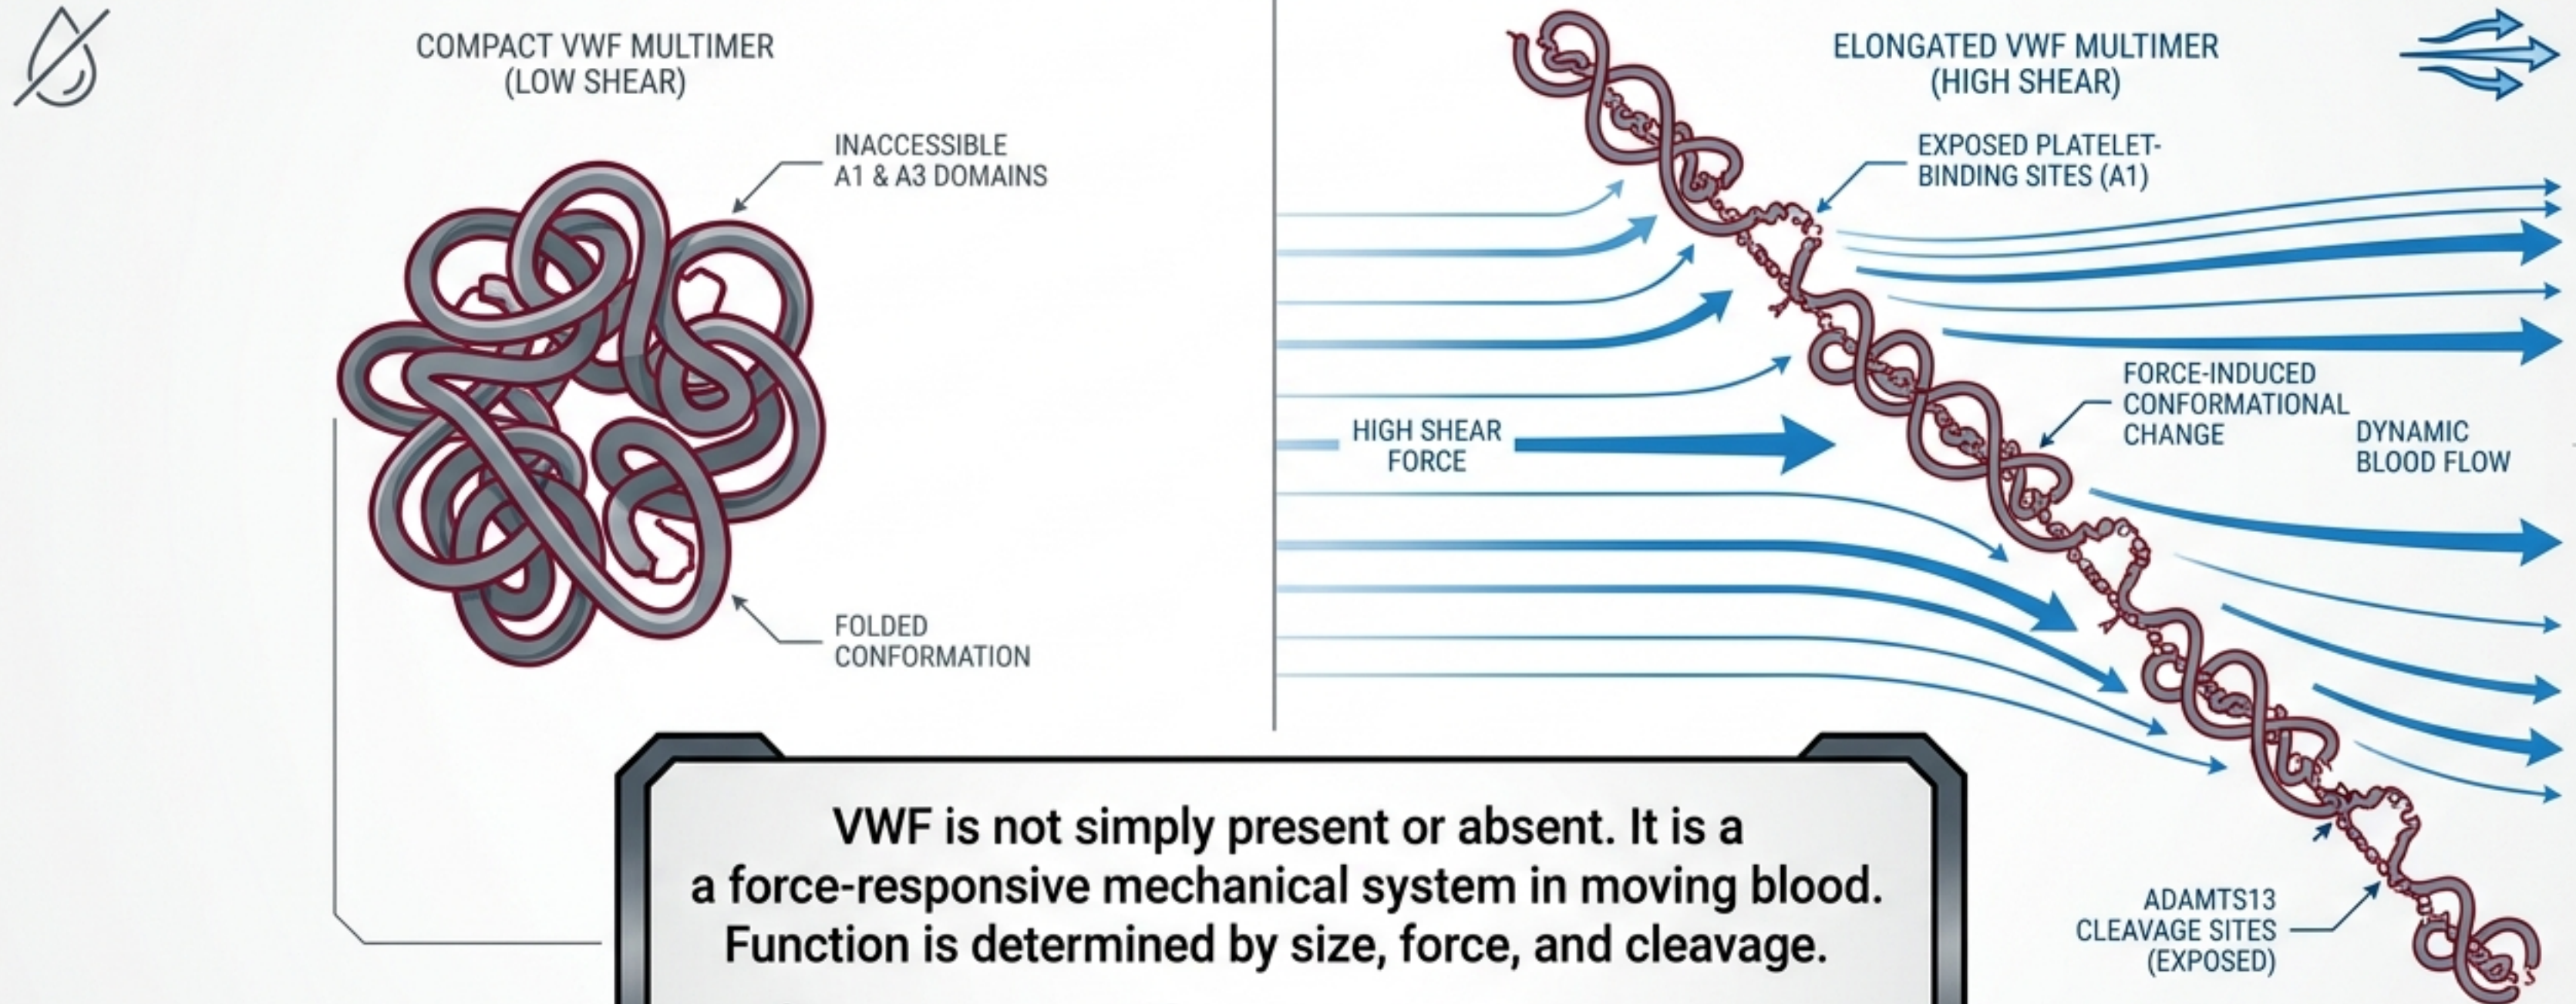 COMPACT VWF MULTIMER
(LOW SHEAR)
INACCESSIBLE
A1 & A3 DOMAINS
FOLDED
CONFORMATION
ELONGATED VWF MULTIMER
(HIGH SHEAR)
EXPOSED PLATELET-
BINDING SITES (A1)
HIGH SHEAR
FORCE
FORCE-INDUCED
CONFORMATIONAL
CHANGE
DYNAMIC
BLOOD FLOW
ADAMTS13
CLEAVAGE SITES
(EXPOSED)
VWF is not simply present or absent. It is a
a force-responsive mechanical system in moving blood.
Function is determined by size, force, and cleavage.